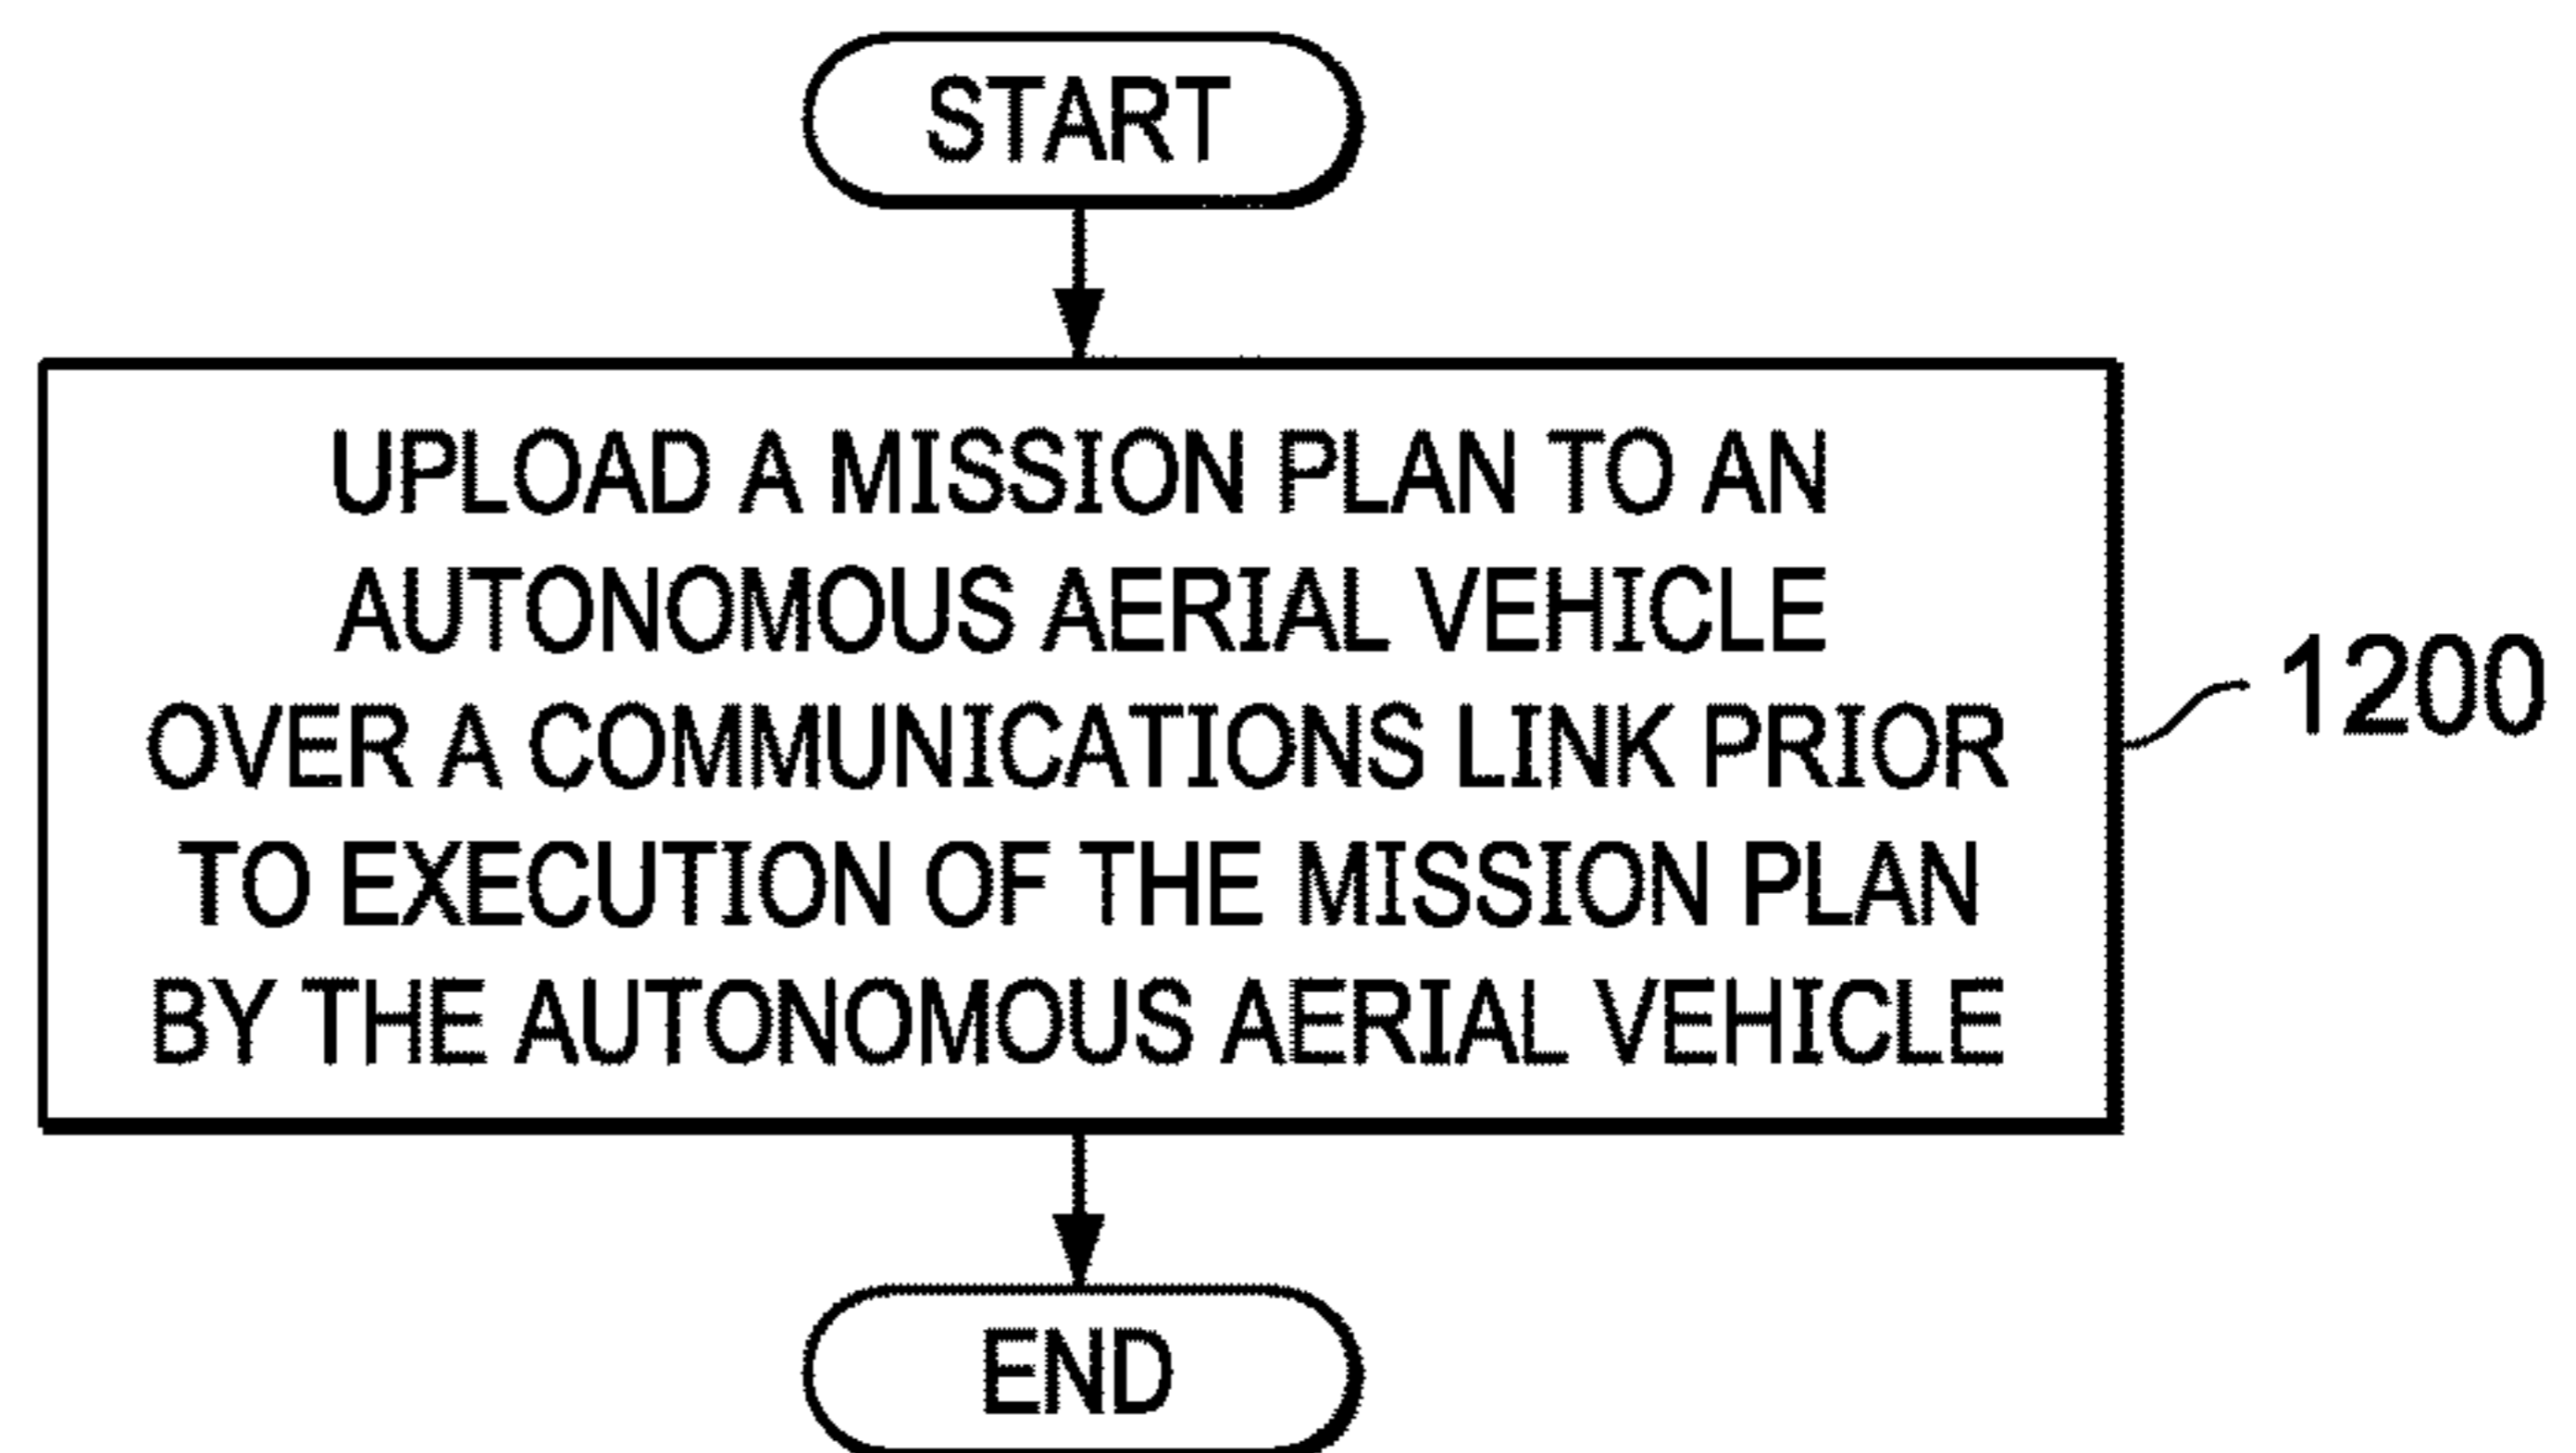 START
UPLOAD A MISSION PLAN TO AN
AUTONOMOUS AERIAL VEHICLE
OVER A COMMUNICATIONS LINK PRIOR
TO EXECUTION OF THE MISSION PLAN
BY THE AUTONOMOUS AERIAL VEHICLE
1200
END